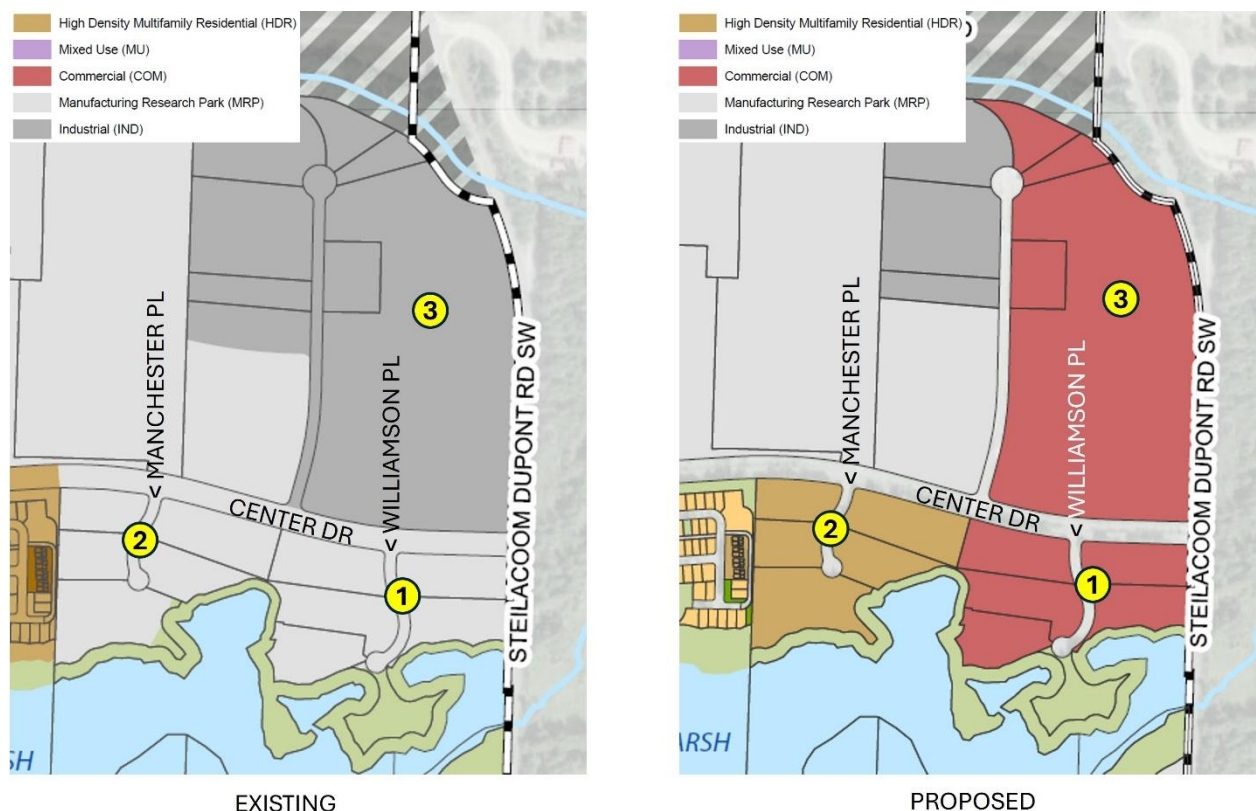 High Density Multifamily Residential (HDR)
Mixed Use (MU)
Commercial (COM)
Manufacturing Research Park (MRP)
Industrial (IND)
3
< MANCHESTER PL
< WILLIAMSON PL
STEILACOOM DUPONT RD SW
CENTER DR
2
1
SH
EXISTING
High Density Multifamily Residential (HDR)
Mixed Use (MU)
Commercial (COM)
Manufacturing Research Park (MRP)
Industrial (IND)
3
< MANCHESTER PL
< WILLIAMSON PL
STEILACOOM DUPONT RD SW
CENTER DR
2
1
ARSH
PROPOSED